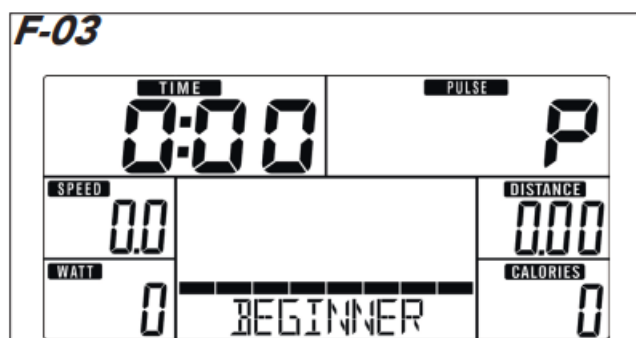 F-03
TIME PULSE
0:00 P
SPEED DISTANCE
0.0 0.00
WATT CALORIES
0 BEGINNER 0